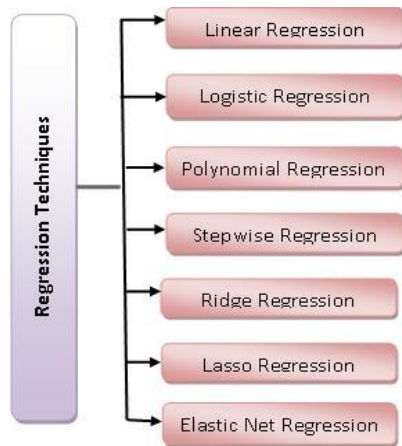 Regression Techniques
Linear Regression
Logistic Regression
Polynomial Regression
Stepwise Regression
Ridge Regression
Lasso Regression
Elastic Net Regression